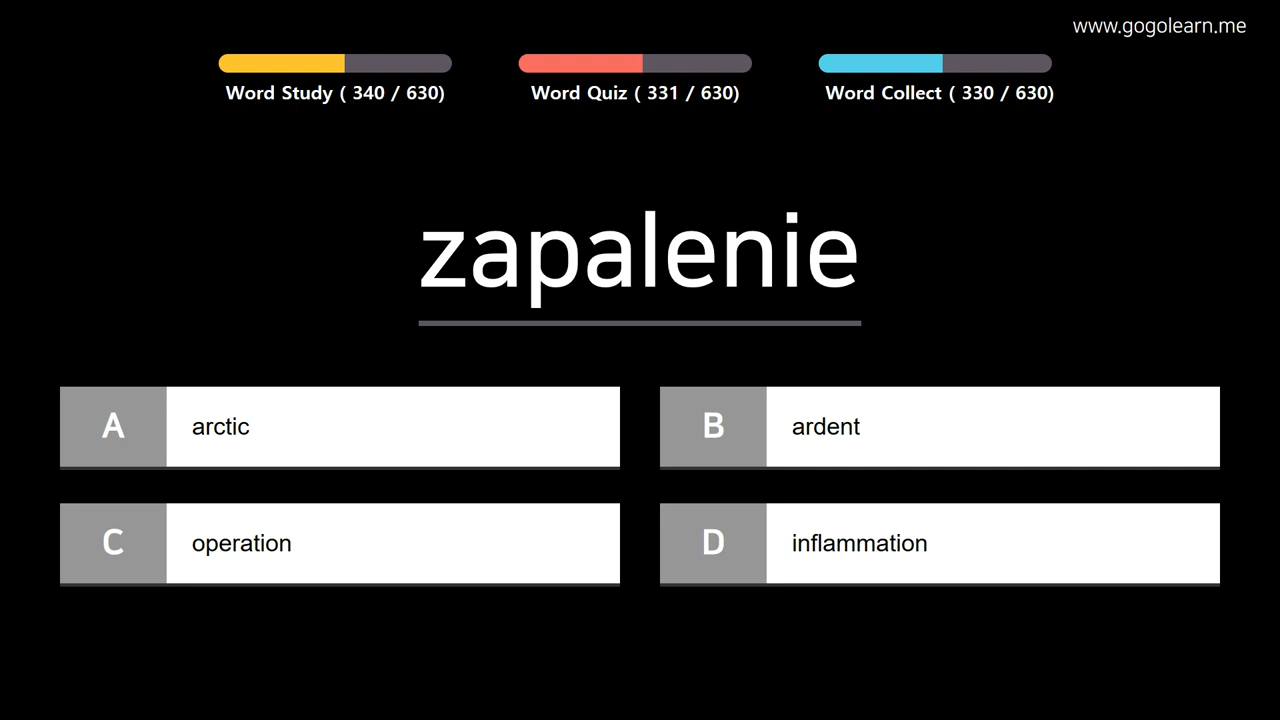 www.gogolearn.me
Word Study ( 340 / 630)
Word Quiz ( 331 / 630)
Word Collect ( 330 / 630)
zapalenie
A arctic
B ardent
C operation
D inflammation